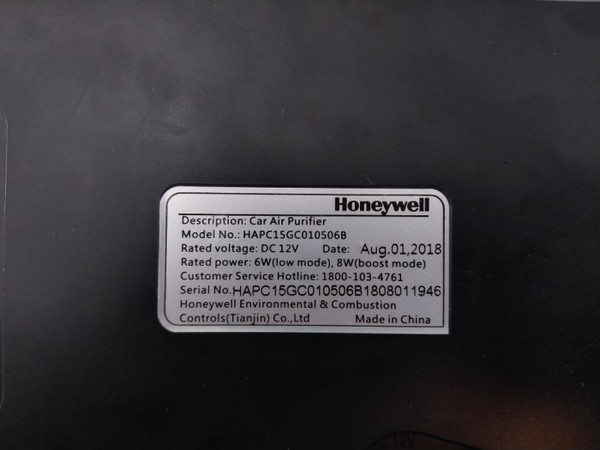 Honeywell
Description: Car Air Purifier
Model No.: HAPC15GC010506B
Rated voltage: DC 12V Date: Aug.01,2018
Rated power: 6W(low mode), 8W(boost mode)
Customer Service Hotline: 1800-103-4761
Serial No.HAPC15GC010506B1808011946
Honeywell Environmental & Combustion
Controls(Tianjin) Co.,Ltd Made in China